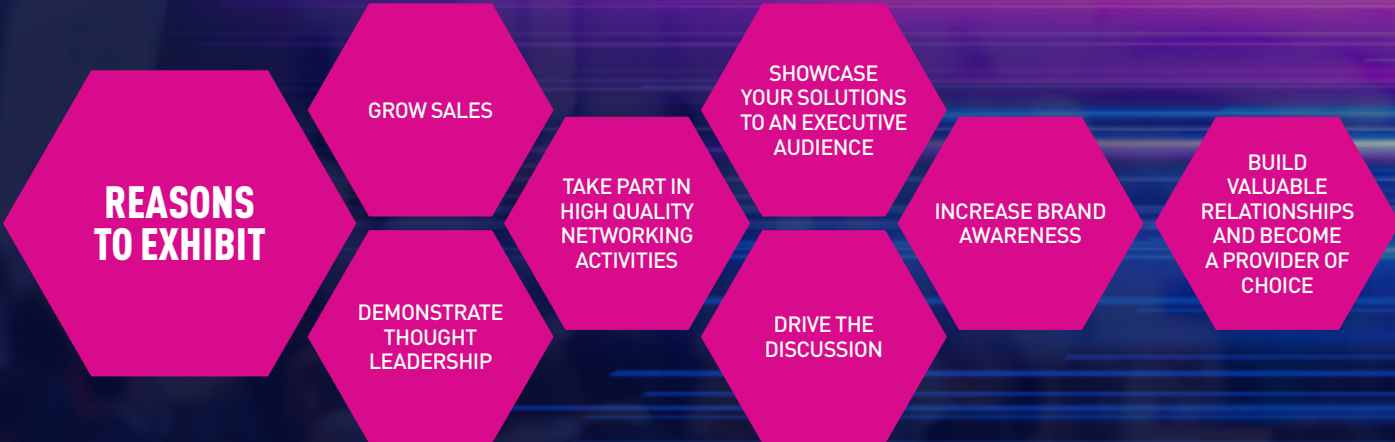 REASONS
TO EXHIBIT
GROW SALES
DEMONSTRATE
THOUGHT
LEADERSHIP
TAKE PART IN
HIGH QUALITY
NETWORKING
ACTIVITIES
SHOWCASE
YOUR SOLUTIONS
TO AN EXECUTIVE
AUDIENCE
DRIVE THE
DISCUSSION
INCREASE BRAND
AWARENESS
BUILD
VALUABLE
RELATIONSHIPS
AND BECOME
A PROVIDER OF
CHOICE